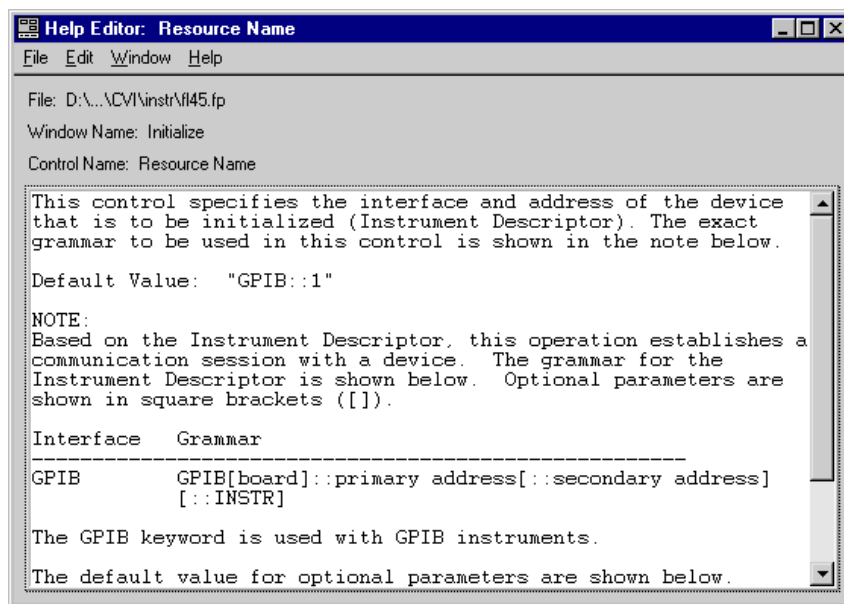 Help Editor: Resource Name
File Edit Window Help
File: D:\...\CVI\instr\fl45.fp
Window Name: Initialize
Control Name: Resource Name
This control specifies the interface and address of the device
that is to be initialized (Instrument Descriptor). The exact
grammar to be used in this control is shown in the note below.
Default Value: "GPIB::1"
NOTE:
Based on the Instrument Descriptor, this operation establishes a
communication session with a device. The grammar for the
Instrument Descriptor is shown below. Optional parameters are
shown in square brackets ([]).
Interface Grammar
------------------------------------------------------
GPIB GPIB[board]::primary address[::secondary address]
[::INSTR]
The GPIB keyword is used with GPIB instruments.
The default value for optional parameters are shown below.